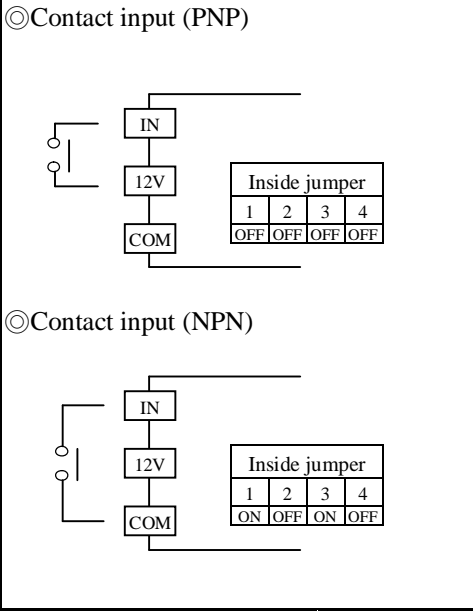 ◎Contact input (PNP)
IN
12V
COM
Inside jumper
1 2 3 4
OFF OFF OFF OFF
◎Contact input (NPN)
IN
12V
COM
Inside jumper
1 2 3 4
ON OFF ON OFF